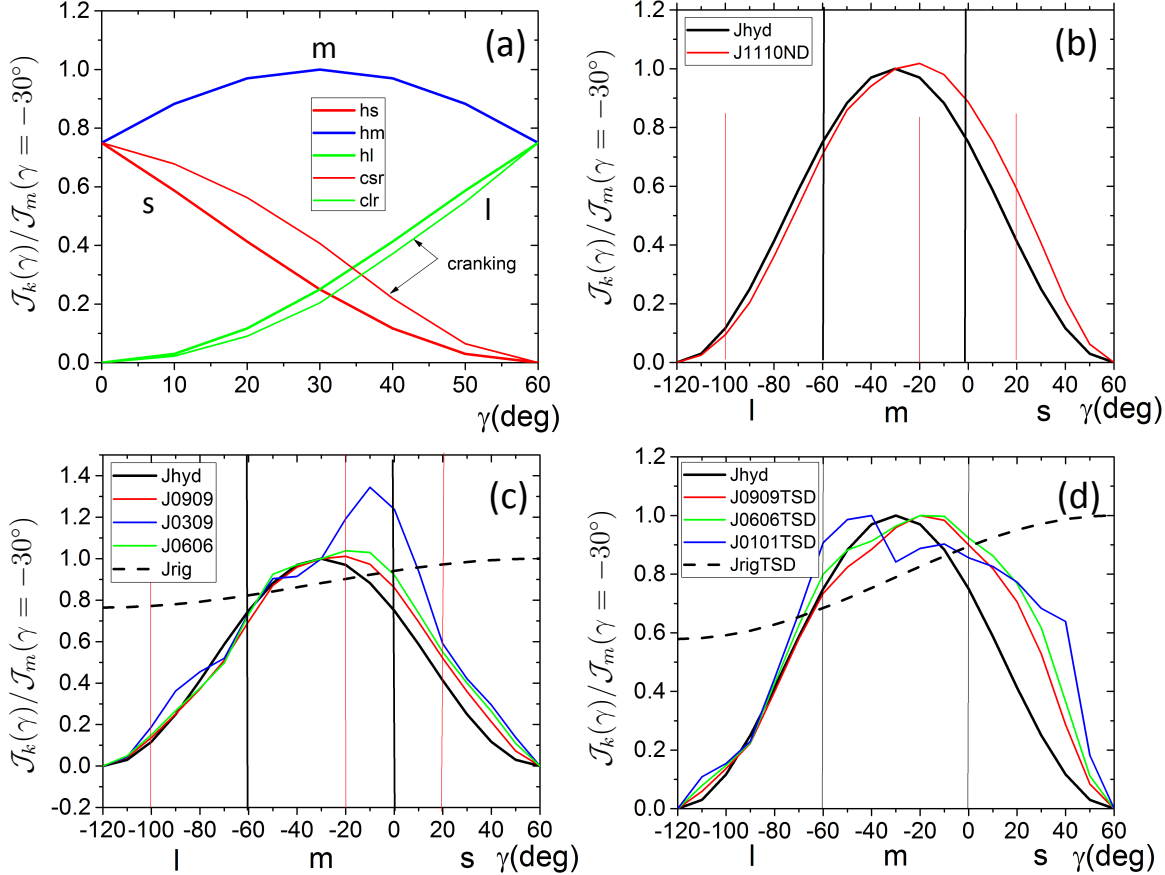 (a)
m
s
l
hs
hm
hl
csr
clr
cranking
𝒥k(γ)/𝒥m(γ = −30°)
1.2
1.0
0.8
0.6
0.4
0.2
0.0
0 10 20 30 40 50 60
γ(deg)
(b)
Jhyd
J1110ND
𝒥k(γ)/𝒥m(γ = −30°)
1.2
1.0
0.8
0.6
0.4
0.2
0.0
-120 -100 -80 -60 -40 -20 0 20 40 60
l m s γ(deg)
(c)
Jhyd
J0909
J0309
J0606
Jrig
𝒥k(γ)/𝒥m(γ = −30°)
1.4
1.2
1.0
0.8
0.6
0.4
0.2
0.0
-0.2
-120 -100 -80 -60 -40 -20 0 20 40 60
l m s γ(deg)
(d)
Jhyd
J0909TSD
J0606TSD
J0101TSD
JrigTSD
𝒥k(γ)/𝒥m(γ = −30°)
1.2
1.0
0.8
0.6
0.4
0.2
0.0
-120 -100 -80 -60 -40 -20 0 20 40 60
l m s γ(deg)